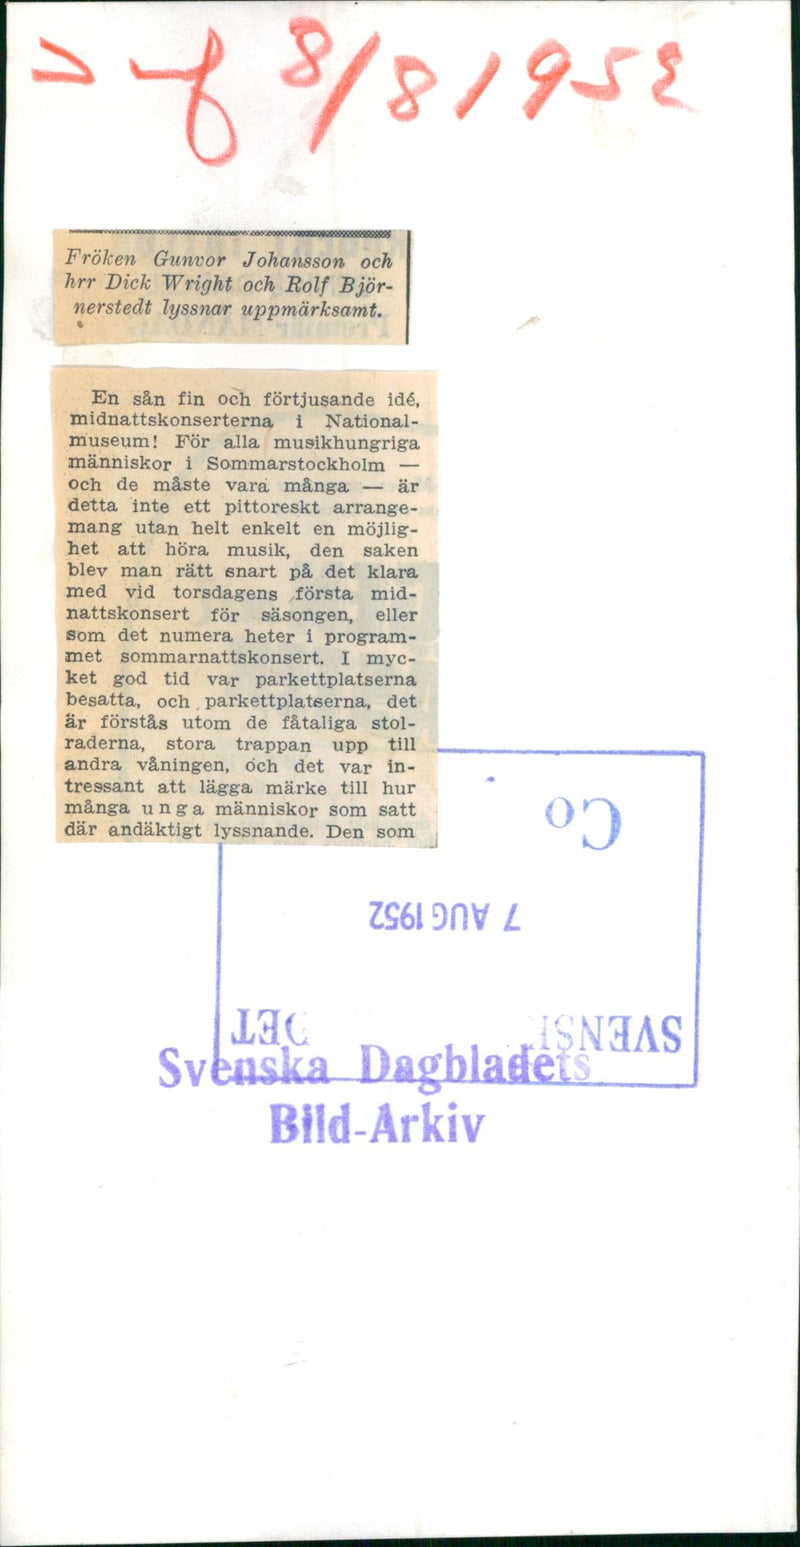 8/8 1952
Fröken Gunvor Johansson och
hrr Dick Wright och Rolf Björ-
nerstedt lyssnar uppmärksamt.
En sån fin och förtjusande idé,
midnattskonserterna i National-
museum! För alla musikhungriga
människor i Sommarstockholm —
och de måste vara många — är
detta inte ett pittoreskt arrange-
mang utan helt enkelt en möjlig-
het att höra musik, den saken
blev man rätt snart på det klara
med vid torsdagens första mid-
nattskonsert för säsongen, eller
som det numera heter i program-
met sommarnattskonsert. I myc-
ket god tid var parkettplatserna
besatta, och parkettplatserna, det
är förstås utom de fåtaliga stol-
raderna, stora trappan upp till
andra våningen, och det var in-
tressant att lägga märke till hur
många unga människor som satt
där andäktigt lyssnande. Den som
Co
7 AUG 1952
SVENSK
DET
Svenska Dagbladets
Bild-Arkiv